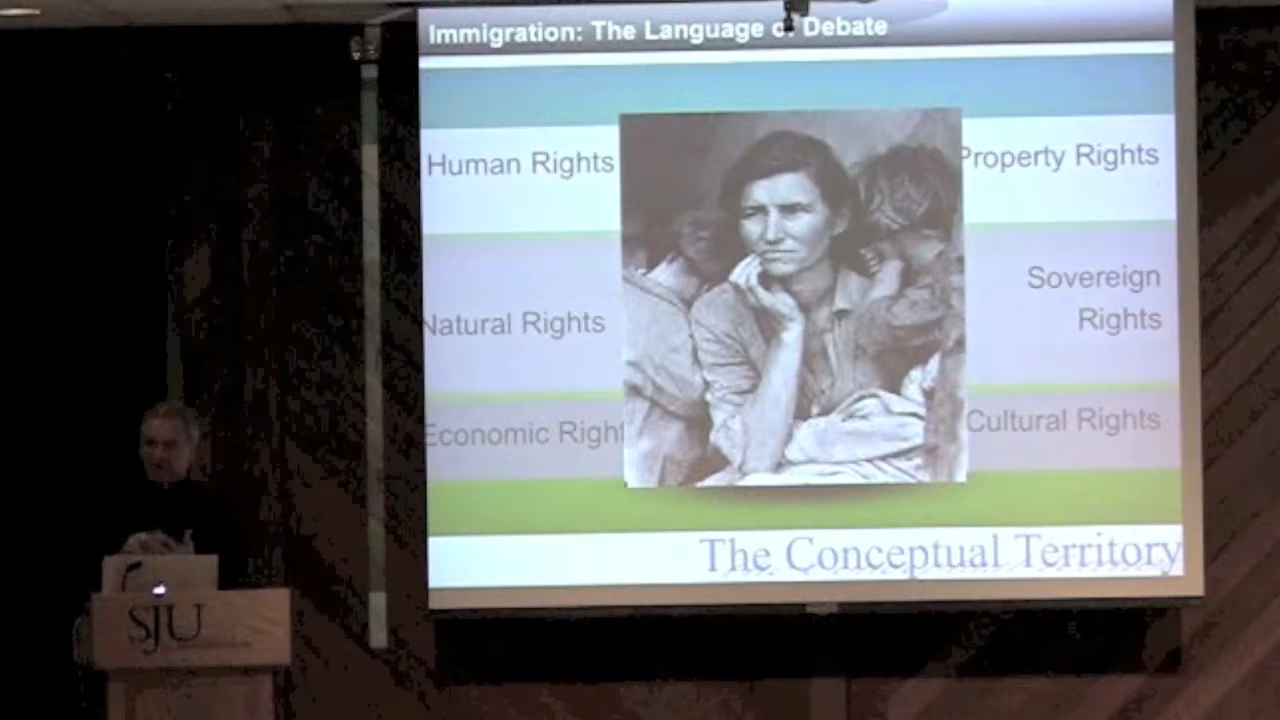 Immigration: The Language of Debate
Human Rights
Property Rights
Natural Rights
Sovereign
Rights
Economic Right
Cultural Rights
The Conceptual Territory
SJU